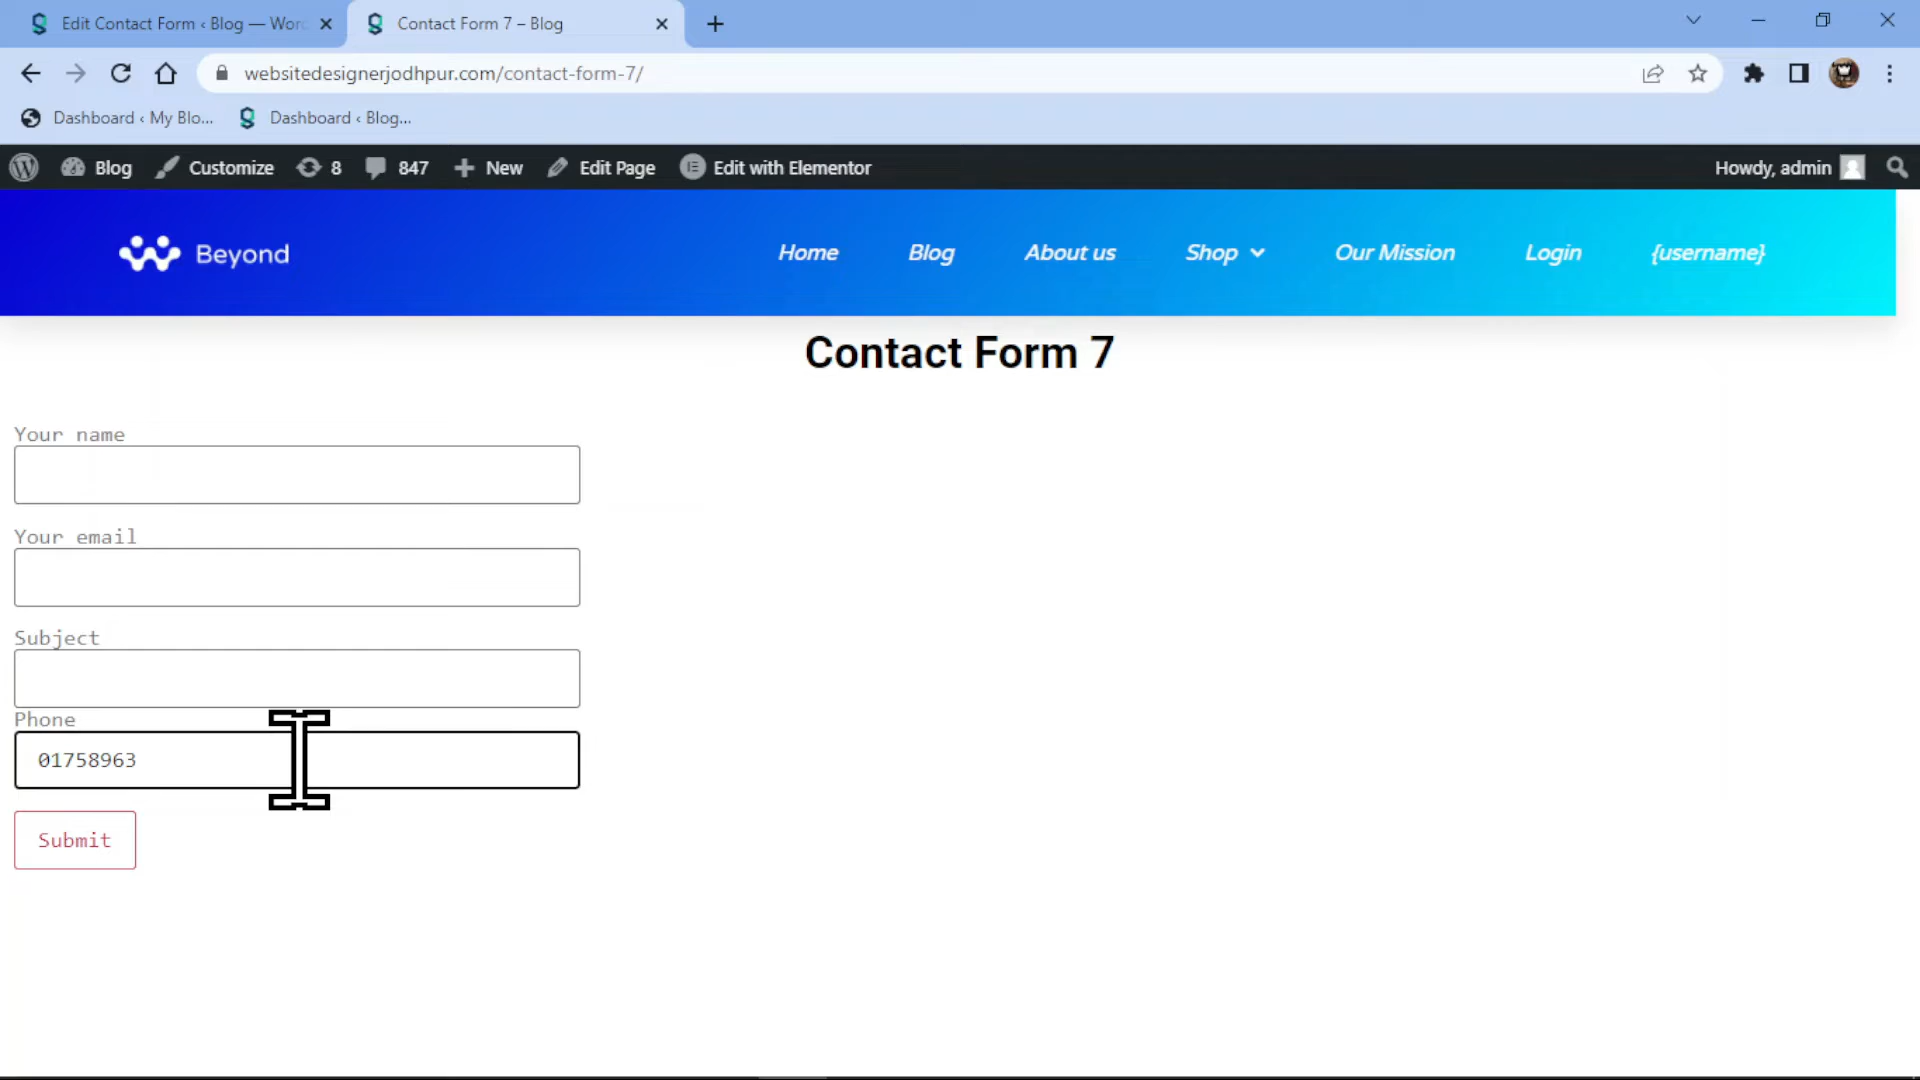 Edit Contact Form ‹ Blog — Wor
Contact Form 7 – Blog
websitedesignerjodhpur.com/contact-form-7/
Dashboard ‹ My Blo...
Dashboard ‹ Blog...
Blog
Customize
8
847
New
Edit Page
Edit with Elementor
Howdy, admin
Beyond
Home
Blog
About us
Shop
Our Mission
Login
{username}
Contact Form 7
Your name
Your email
Subject
Phone
01758963
Submit